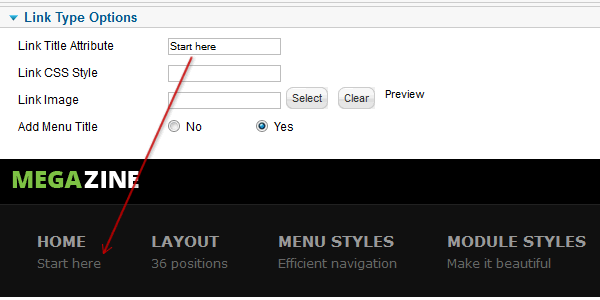 Link Type Options
Link Title Attribute Start here
Link CSS Style
Link Image Select Clear Preview
Add Menu Title No Yes
MEGAZINE
HOME LAYOUT MENU STYLES MODULE STYLES
Start here 36 positions Efficient navigation Make it beautiful